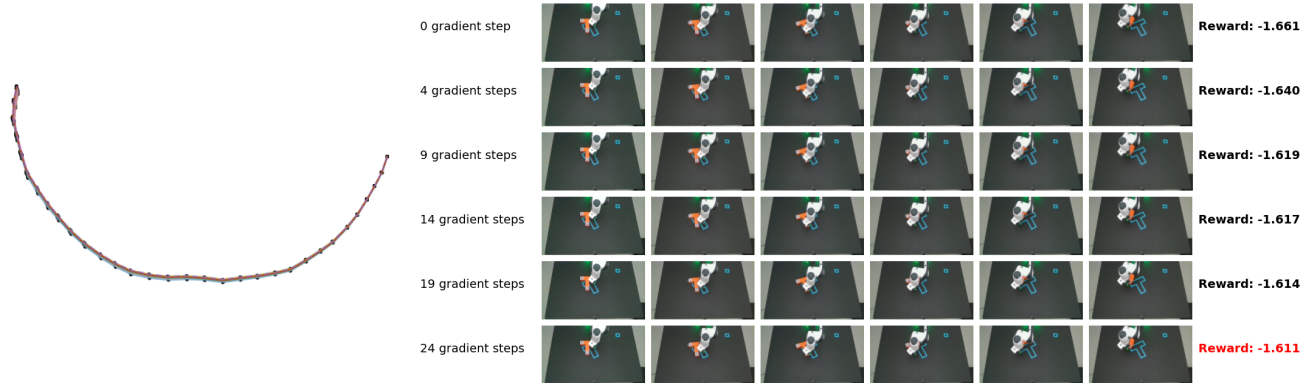 0 gradient step Reward: -1.661
4 gradient steps Reward: -1.640
9 gradient steps Reward: -1.619
14 gradient steps Reward: -1.617
19 gradient steps Reward: -1.614
24 gradient steps Reward: -1.611